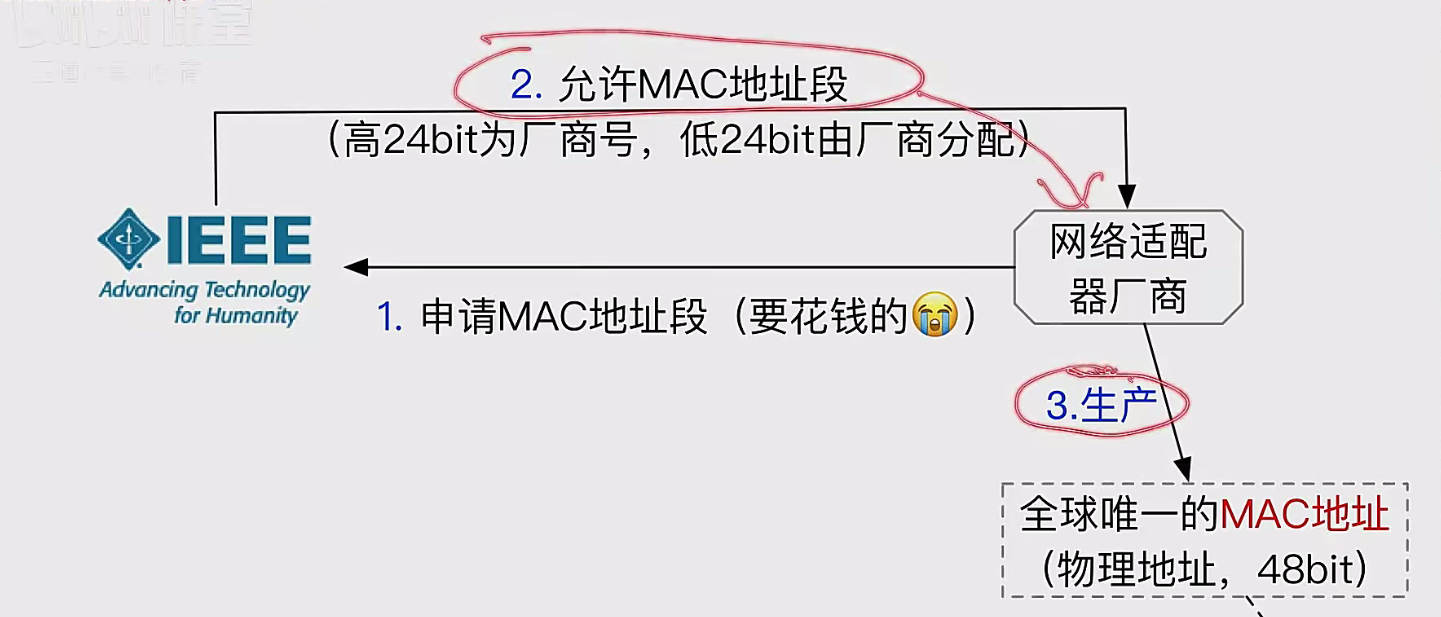 2. 允许MAC地址段
（高24bit为厂商号，低24bit由厂商分配）
IEEE
Advancing Technology
for Humanity
1. 申请MAC地址段（要花钱的😭）
网络适配
器厂商
3.生产
全球唯一的MAC地址
（物理地址，48bit）